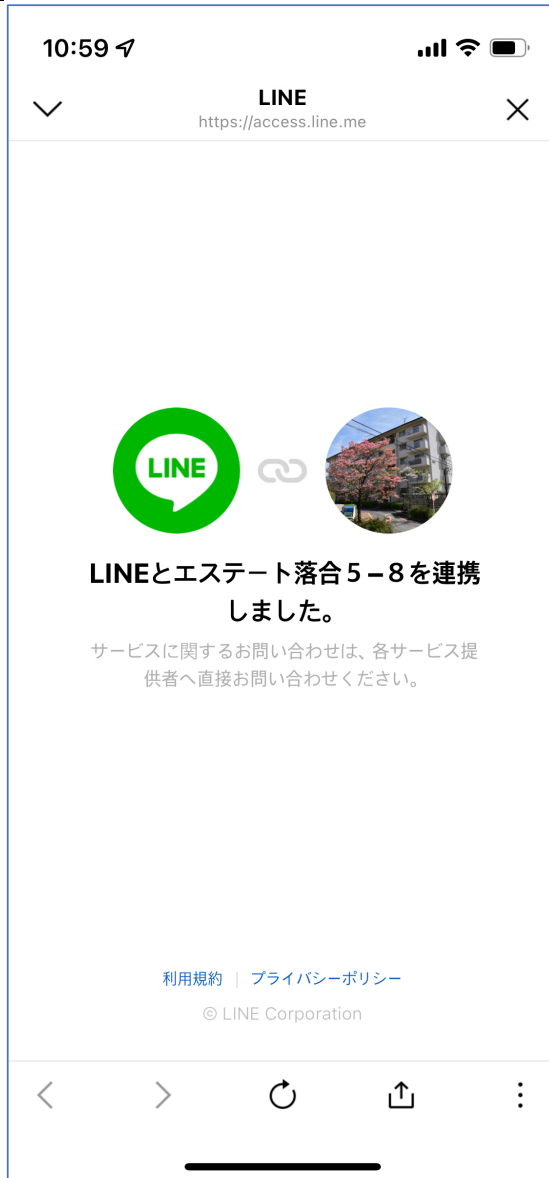 10:59
LINE
https://access.line.me
LINE
LINEとエステート落合５−８を連携
しました。
サービスに関するお問い合わせは、各サービス提
供者へ直接お問い合わせください。
利用規約 | プライバシーポリシー
© LINE Corporation